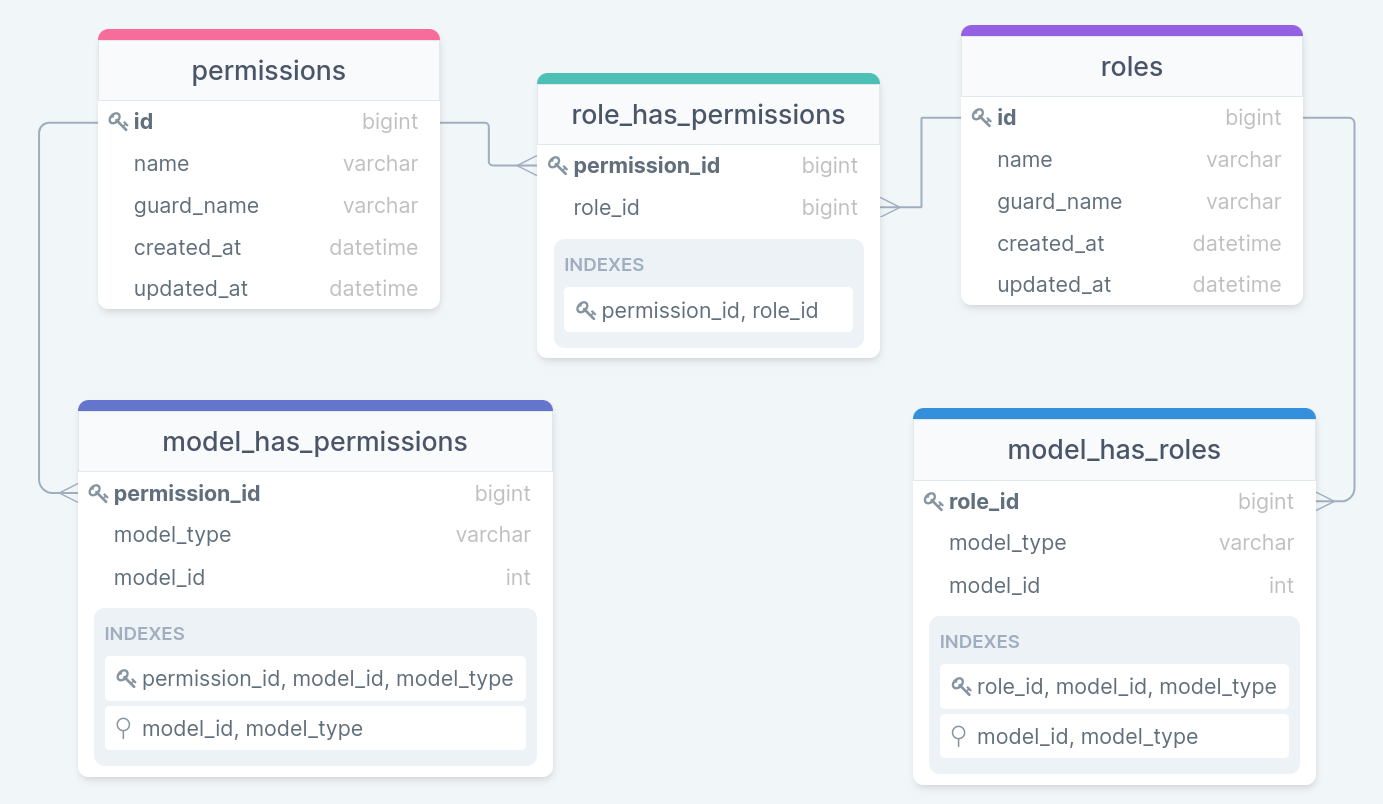 permissions
id bigint
name varchar
guard_name varchar
created_at datetime
updated_at datetime
role_has_permissions
permission_id bigint
role_id bigint
INDEXES
permission_id, role_id
roles
id bigint
name varchar
guard_name varchar
created_at datetime
updated_at datetime
model_has_permissions
permission_id bigint
model_type varchar
model_id int
INDEXES
permission_id, model_id, model_type
model_id, model_type
model_has_roles
role_id bigint
model_type varchar
model_id int
INDEXES
role_id, model_id, model_type
model_id, model_type